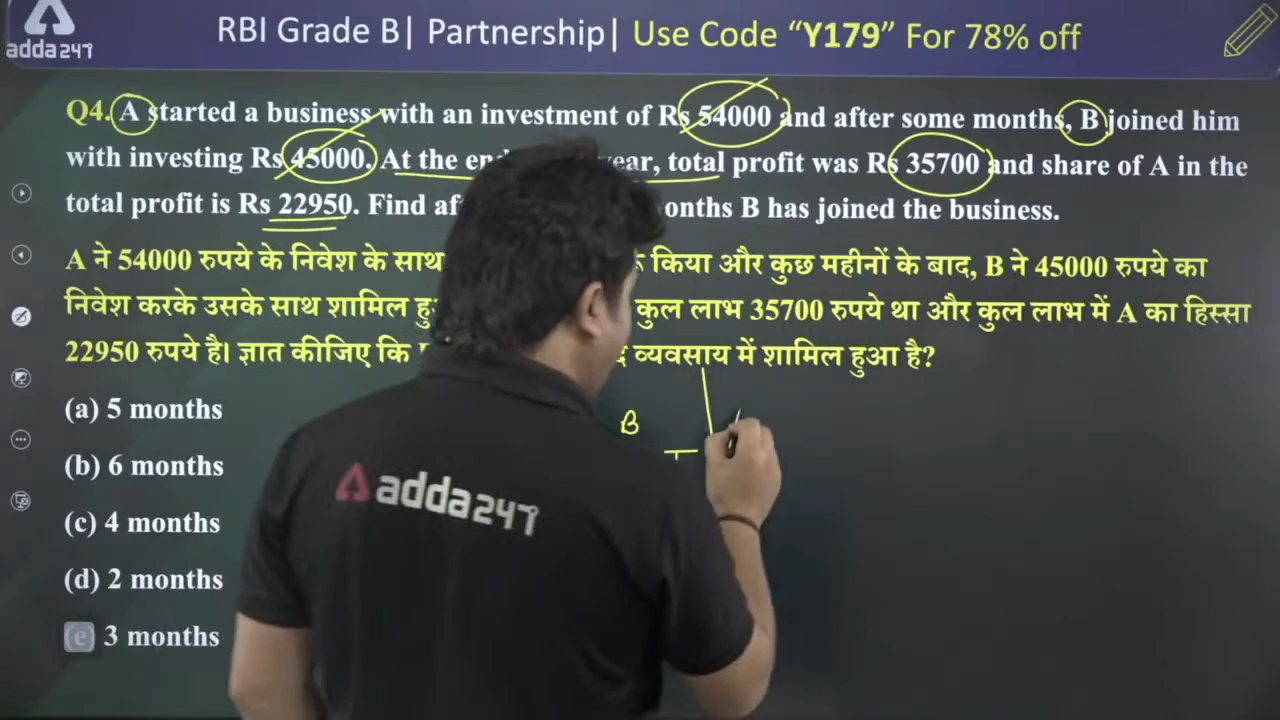 adda247
RBI Grade B| Partnership| Use Code “Y179” For 78% off
Q4. A started a business with an investment of Rs 54000 and after some months, B joined him
with investing Rs 45000. At the end year, total profit was Rs 35700 and share of A in the
total profit is Rs 22950. Find months B has joined the business.
A ने 54000 रुपये के निवेश के साथ किया और कुछ महीनों के बाद, B ने 45000 रुपये का
निवेश करके उसके साथ शामिल कुल लाभ 35700 रुपये था और कुल लाभ में A का हिस्सा
22950 रुपये है। ज्ञात कीजिए कि व्यवसाय में शामिल हुआ है?
(a) 5 months
B
(b) 6 months
adda247
(c) 4 months
(d) 2 months
(e) 3 months